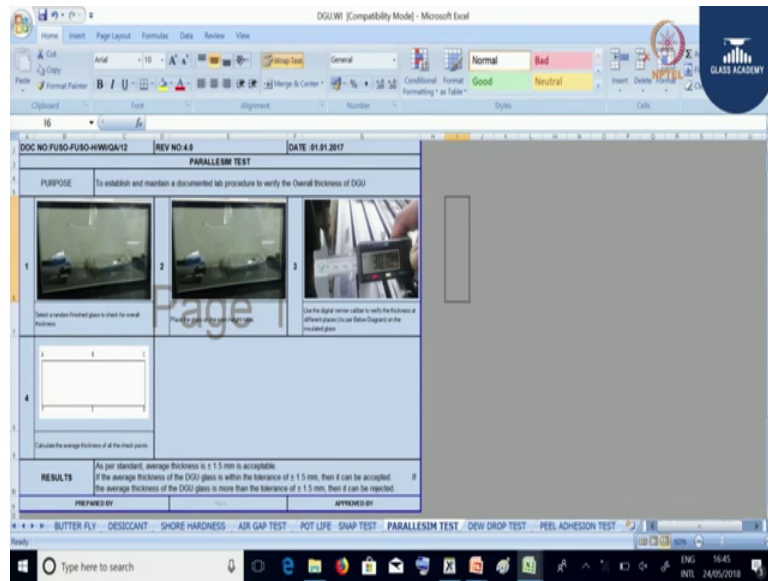 DGU.WI [Compatibility Mode] - Microsoft Excel
Home Insert Page Layout Formulas Data Review View
Cut
Copy
Format Painter
Paste
Arial 10
Wrap Text
Merge & Center
General
Conditional Formatting
Format as Table
Normal Bad
Good Neutral
Insert Delete Format
Clipboard Font Alignment Number Styles Cells
NPTEL
GLASS ACADEMY
I6
DOC NO:FUSO-FUSO-H/WI/QA/12 REV NO:4.0 DATE :01.01.2017
PARALLESIM TEST
PURPOSE To establish and maintain a documented lab procedure to verify the Overall thickness of DGU
1 2 3
Select a random finished glass to check for overall thickness
Use the digital vernier caliber to verify the thickness at different places (As per Below Diagram) on the insulated glass
Page 1
4
A B C
Calculate the average thickness of all the check points
RESULTS
As per standard, average thickness is ± 1.5 mm is acceptable
If the average thickness of the DGU glass is within the tolerance of ± 1.5 mm, then it can be accepted. If
the average thickness of the DGU glass is more than the tolerance of ± 1.5 mm, then it can be rejected.
PREPARED BY APPROVED BY
BUTTER FLY DESICCANT SHORE HARDNESS AIR GAP TEST POT LIFE SNAP TEST PARALLESIM TEST DEW DROP TEST PEEL ADHESION TEST
Ready
60%
Type here to search
ENG 16:45
INTL 24/05/2018